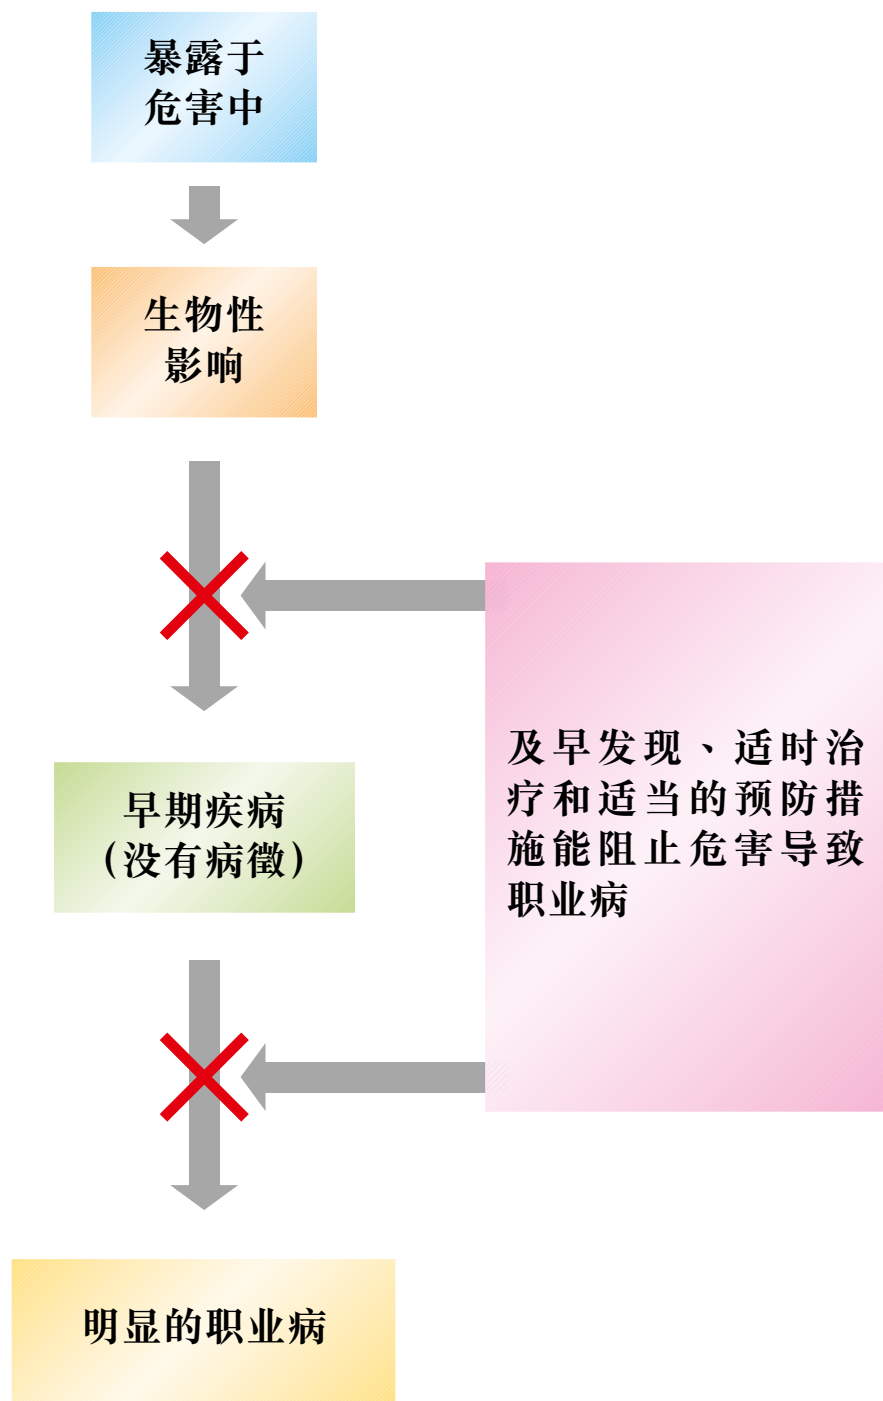 暴露于
危害中
生物性
影响
及早发现、适时治
疗和适当的预防措
施能阻止危害导致
职业病
早期疾病
(没有病徵)
明显的职业病